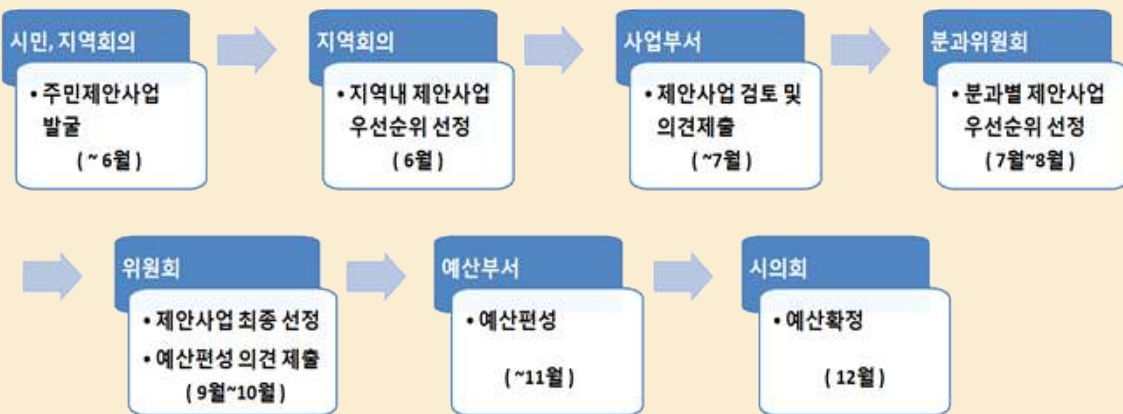 시민, 지역회의
• 주민제안사업
발굴
( ~ 6월 )
지역회의
• 지역내 제안사업
우선순위 선정
( 6월 )
사업부서
• 제안사업 검토 및
의견제출
( ~7월 )
분과위원회
• 분과별 제안사업
우선순위 선정
( 7월~8월 )
위원회
• 제안사업 최종 선정
• 예산편성 의견 제출
( 9월~10월 )
예산부서
• 예산편성
( ~11월 )
시의회
• 예산확정
( 12월 )